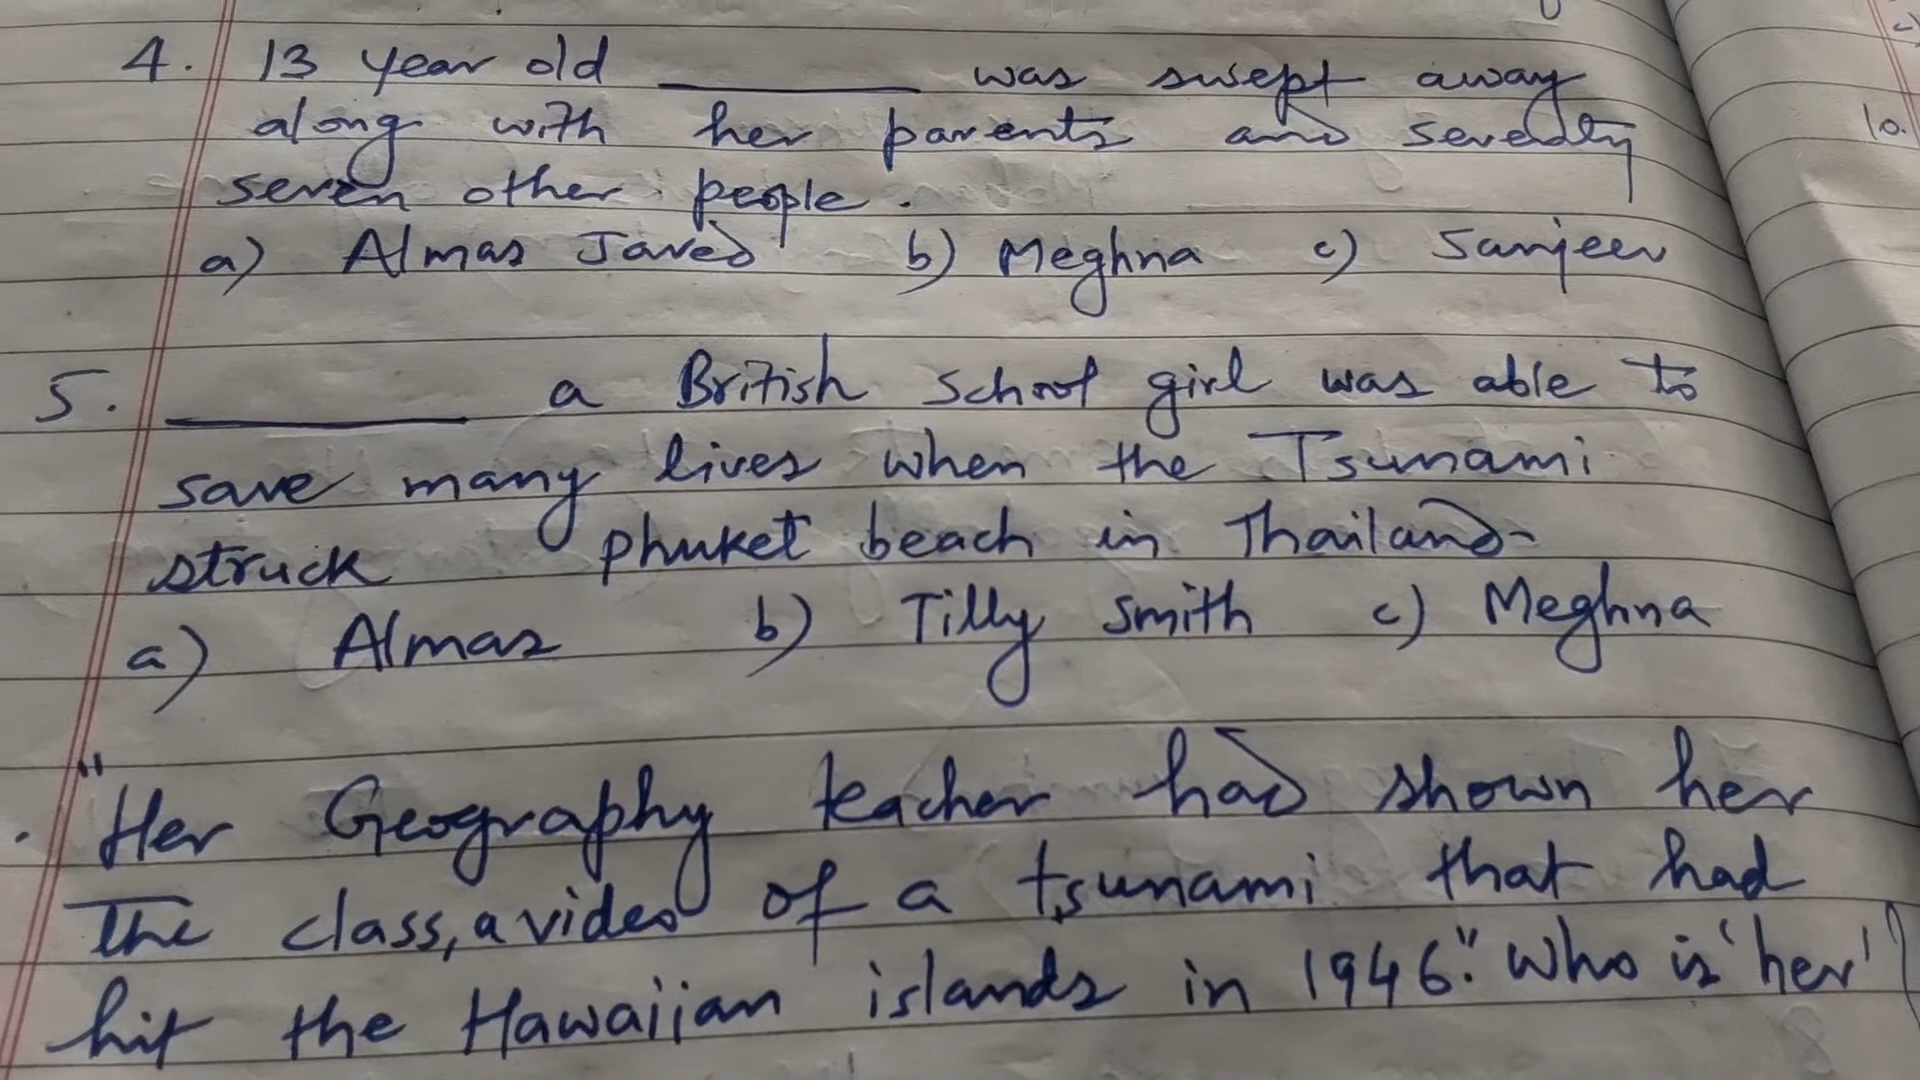 4. 13 year old ________ was swept away
along with her parents and seventy
seven other people.
a) Almas Javed b) Meghna c) Sanjeev
5. ________ a British school girl was able to
save many lives when the Tsunami
struck phuket beach in Thailand
a) Almas b) Tilly Smith c) Meghna
"Her Geography teacher had shown her
the class, a video of a tsunami that had
hit the Hawaiian islands in 1946". Who is 'her'?
10.